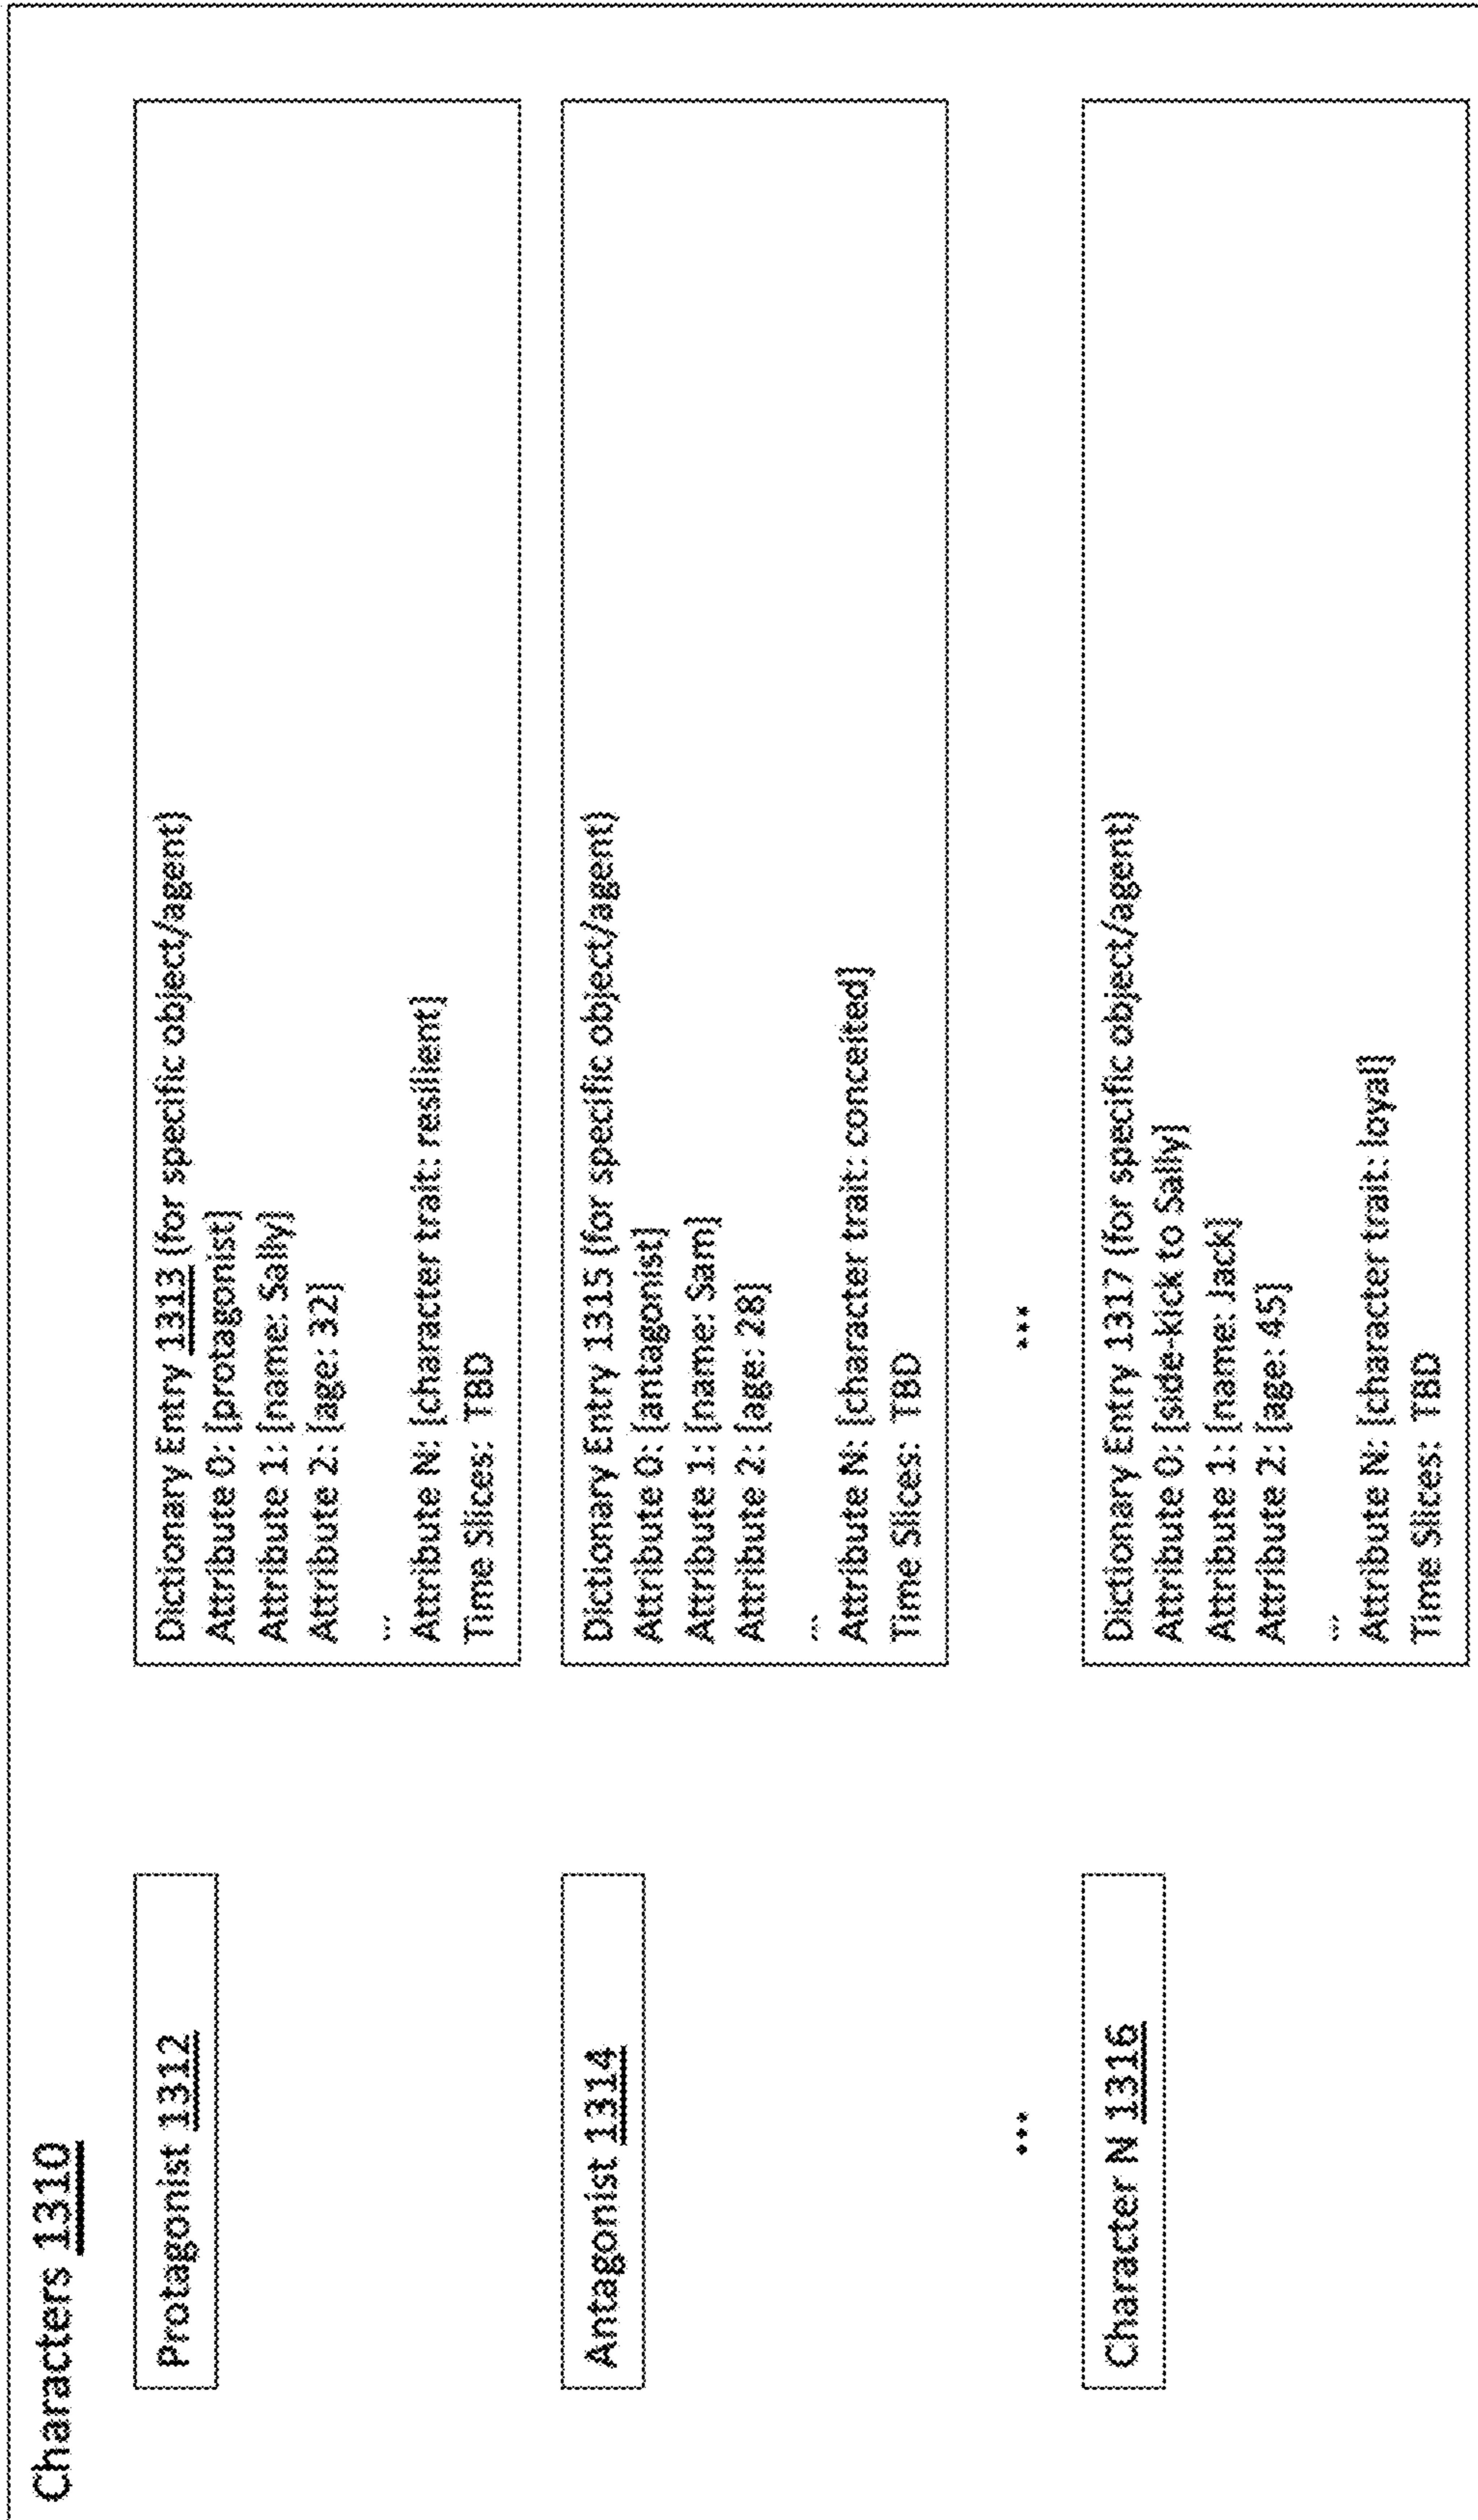 Characters 1310
Protagonist 1312
Dictionary Entry 1313 (for specific object/agent)
Attribute 0: [protagonist]
Attribute 1: [name: Sally]
Attribute 2: [age: 32]
...
Attribute N: [character trait: resilient]
Time Slices: TBD
Antagonist 1314
Dictionary Entry 1315 (for specific object/agent)
Attribute 0: [antagonist]
Attribute 1: [name: Sam]
Attribute 2: [age: 28]
...
Attribute N: [character trait: conceited]
Time Slices: TBD
... ...
Character N 1316
Dictionary Entry 1317 (for specific object/agent)
Attribute 0: [side-kick to Sally]
Attribute 1: [name: Jack]
Attribute 2: [age: 45]
...
Attribute N: [character trait: loyal]
Time Slices: TBD